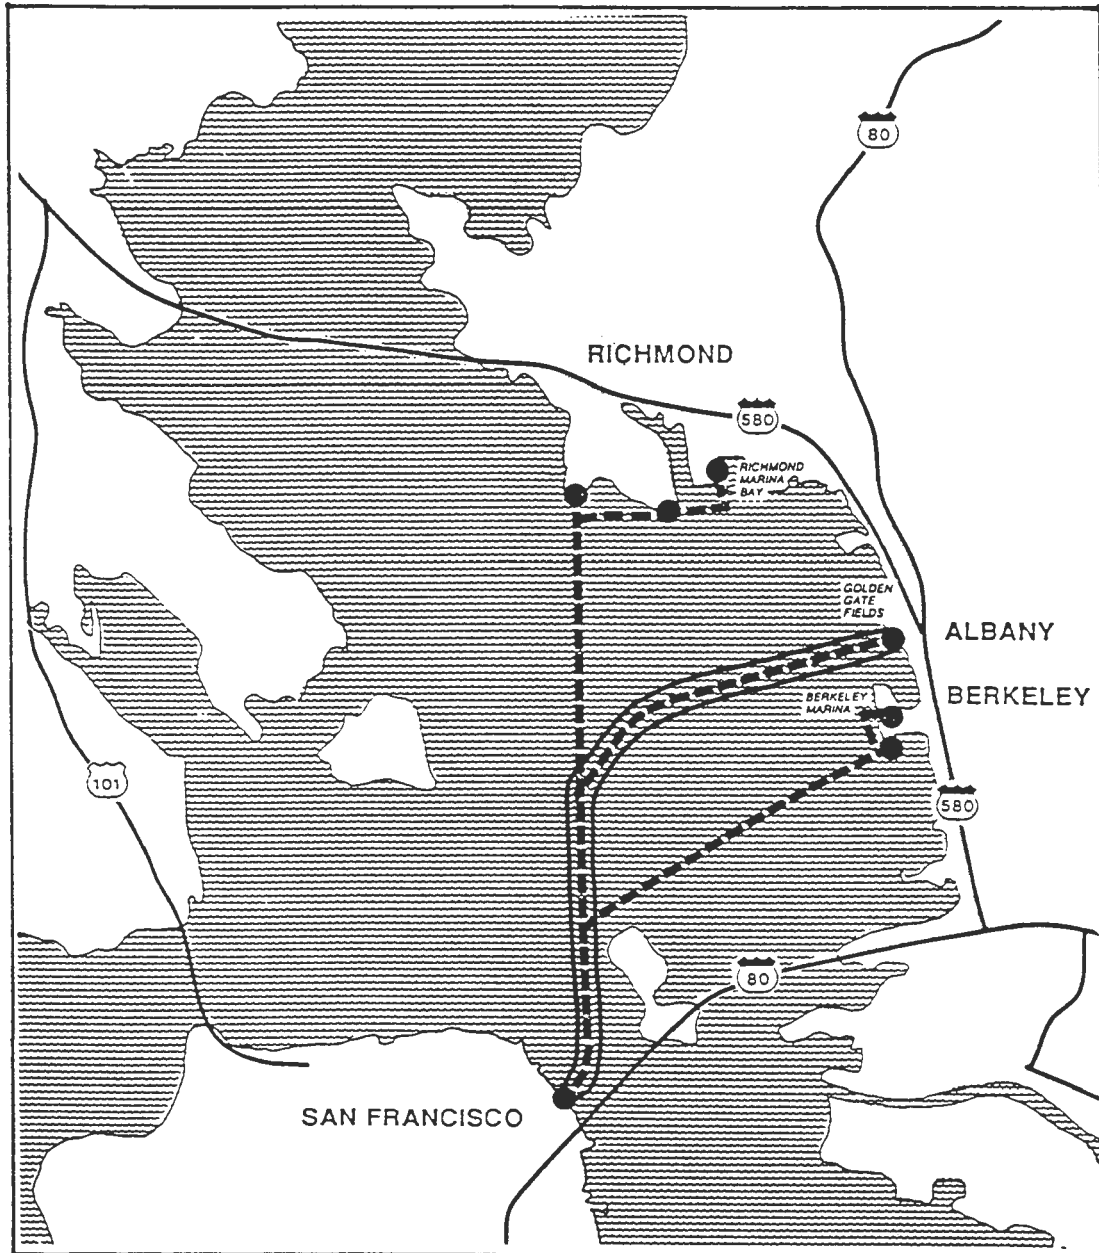 80
RICHMOND
580
RICHMOND
MARINA
BAY
GOLDEN
GATE
FIELDS
ALBANY
BERKELEY
BERKELEY
MARINA
101
580
80
SAN FRANCISCO